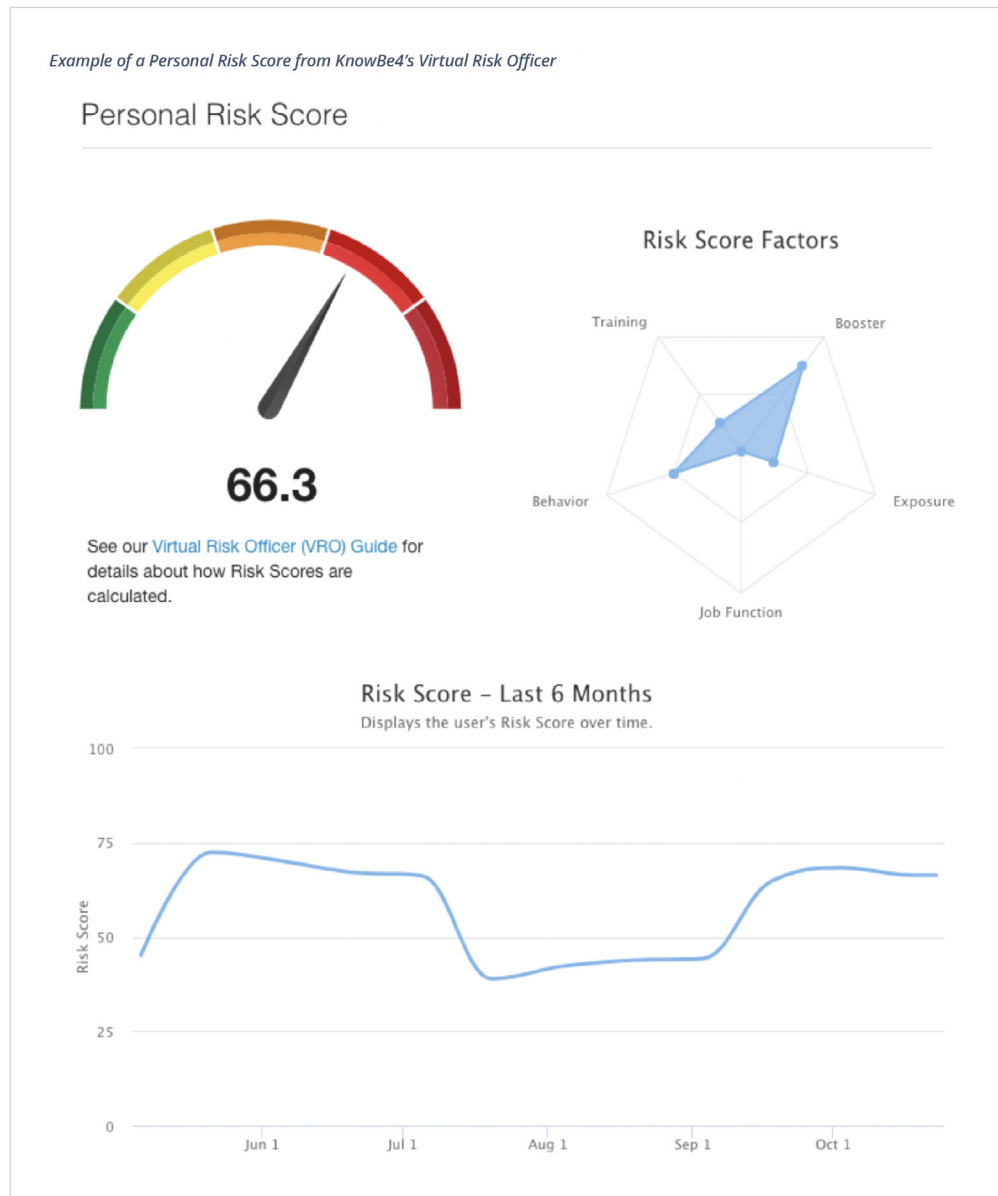 Example of a Personal Risk Score from KnowBe4’s Virtual Risk Officer
Personal Risk Score
66.3
See our Virtual Risk Officer (VRO) Guide for
details about how Risk Scores are
calculated.
Risk Score Factors
Training
Booster
Behavior
Exposure
Job Function
Risk Score – Last 6 Months
Displays the user's Risk Score over time.
Risk Score
100
75
50
25
0
Jun 1
Jul 1
Aug 1
Sep 1
Oct 1